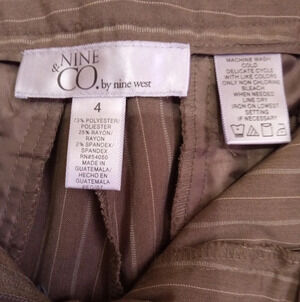 NINE
& CO. by nine west
4
73% POLYESTER/
POLIESTER
25% RAYON/
RAYON
2% SPANDEX/
SPANDEX
RN#54050
MADE IN
GUATEMALA/
HECHO EN
GUATEMALA
MACHINE WASH
COLD
DELICATE CYCLE
WITH LIKE COLORS
ONLY NON CHLORINE
BLEACH
WHEN NEEDED
LINE DRY
IRON ON LOWEST
SETTING
IF NECESSARY